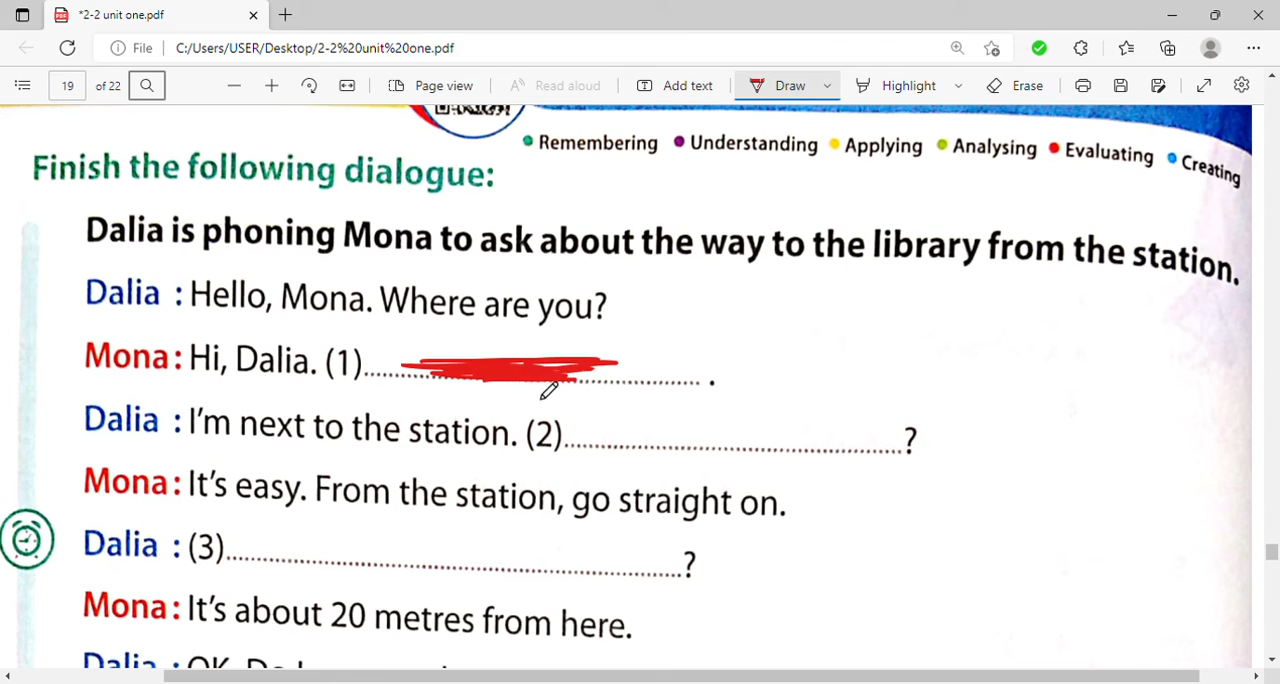 *2-2 unit one.pdf
File
C:/Users/USER/Desktop/2-2%20unit%20one.pdf
19 of 22
Page view
Read aloud
Add text
Draw
Highlight
Erase
Remembering Understanding Applying Analysing Evaluating Creating
Finish the following dialogue:
Dalia is phoning Mona to ask about the way to the library from the station.
Dalia : Hello, Mona. Where are you?
Mona : Hi, Dalia. (1).................................................. .
Dalia : I'm next to the station. (2)..................................................?
Mona : It's easy. From the station, go straight on.
Dalia : (3)..................................................................?
Mona : It's about 20 metres from here.
Dalia : OK.